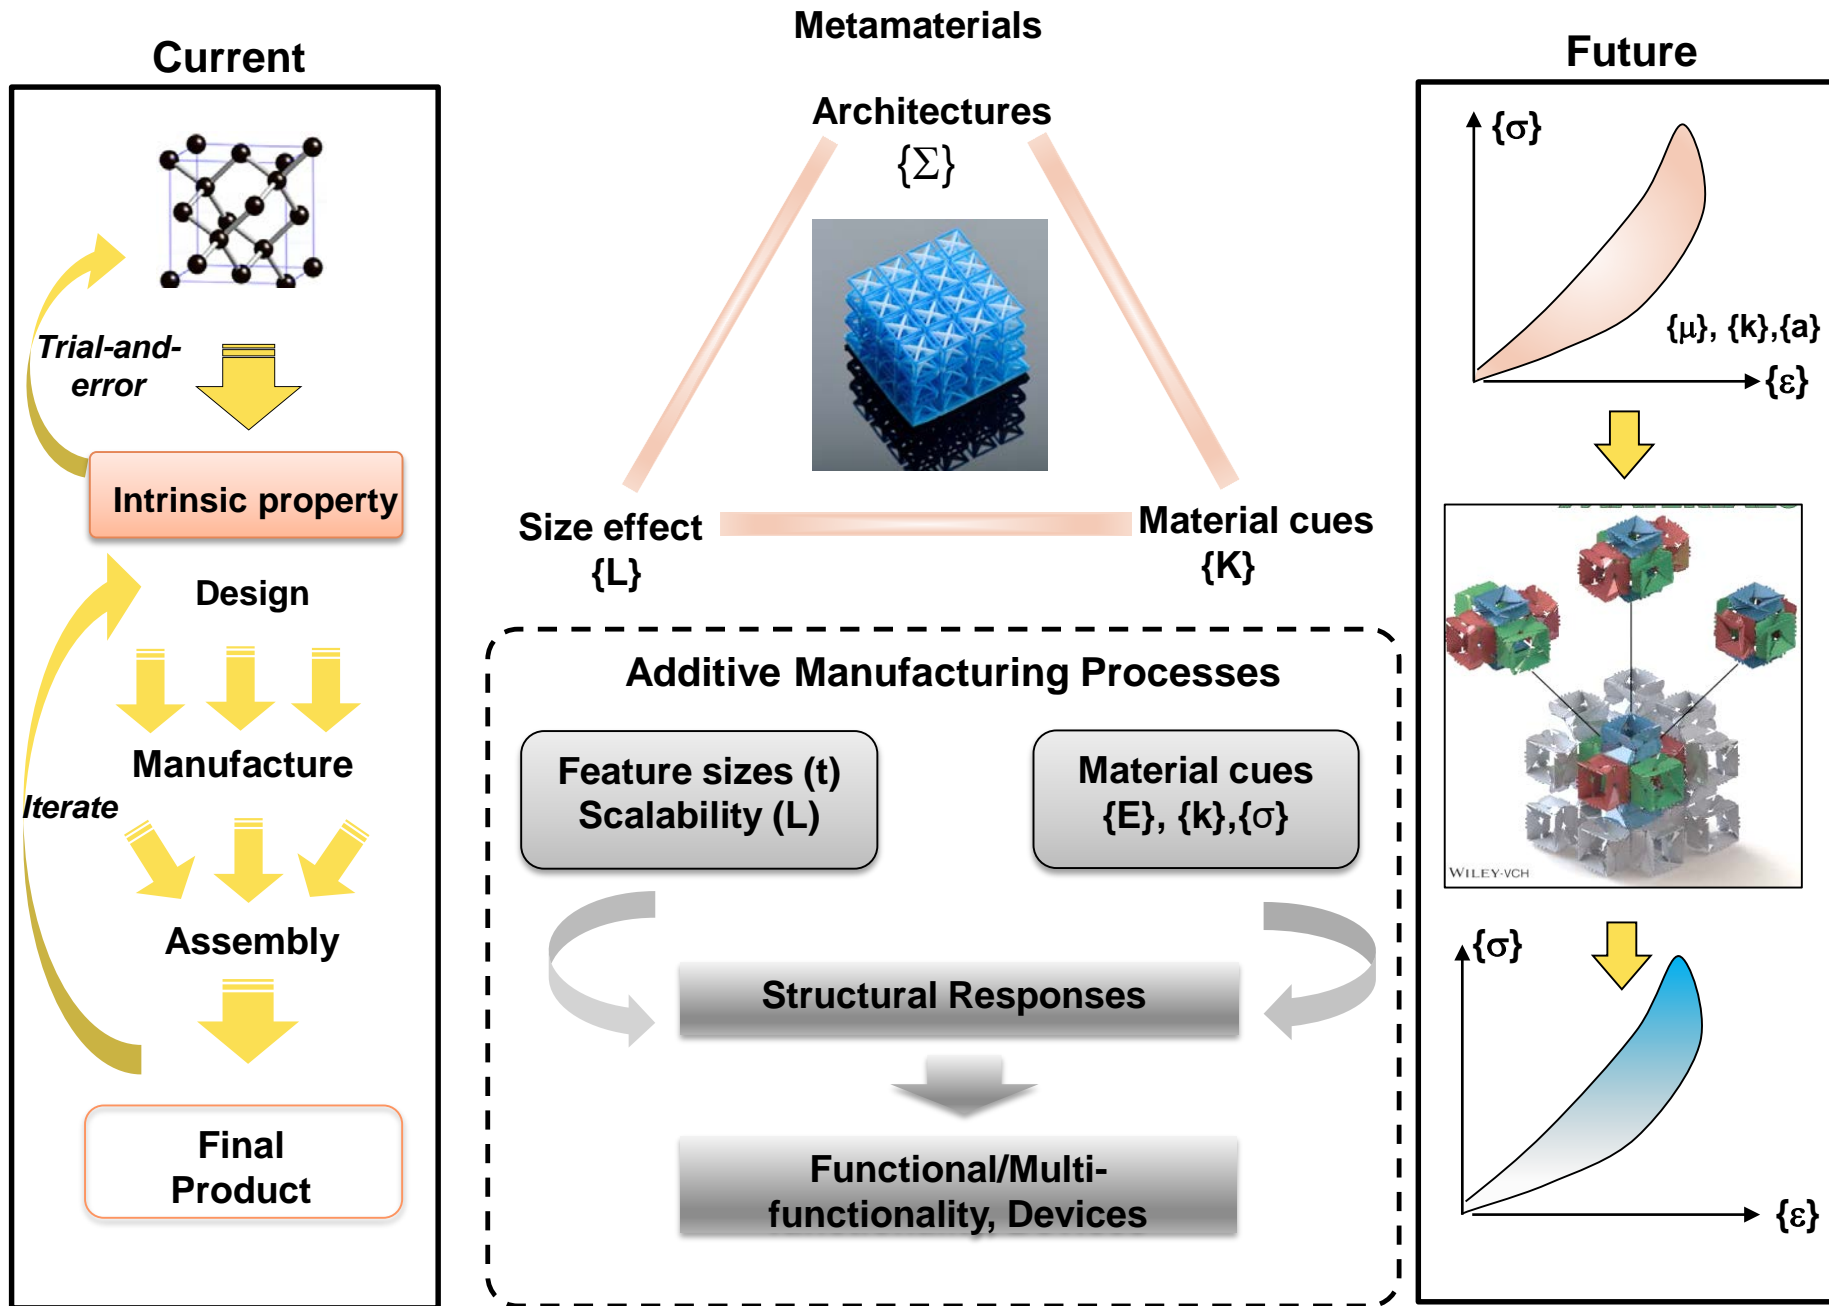 Metamaterials
Current
Trial-and-
error
Intrinsic property
Design
Manufacture
Iterate
Assembly
Final
Product
Architectures
{Σ}
Size effect
{L}
Material cues
{K}
Additive Manufacturing Processes
Feature sizes (t)
Scalability (L)
Material cues
{E}, {k},{σ}
Structural Responses
Functional/Multi-
functionality, Devices
Future
{σ}
{μ}, {k},{a}
{ε}
WILEY-VCH
{σ}
{ε}